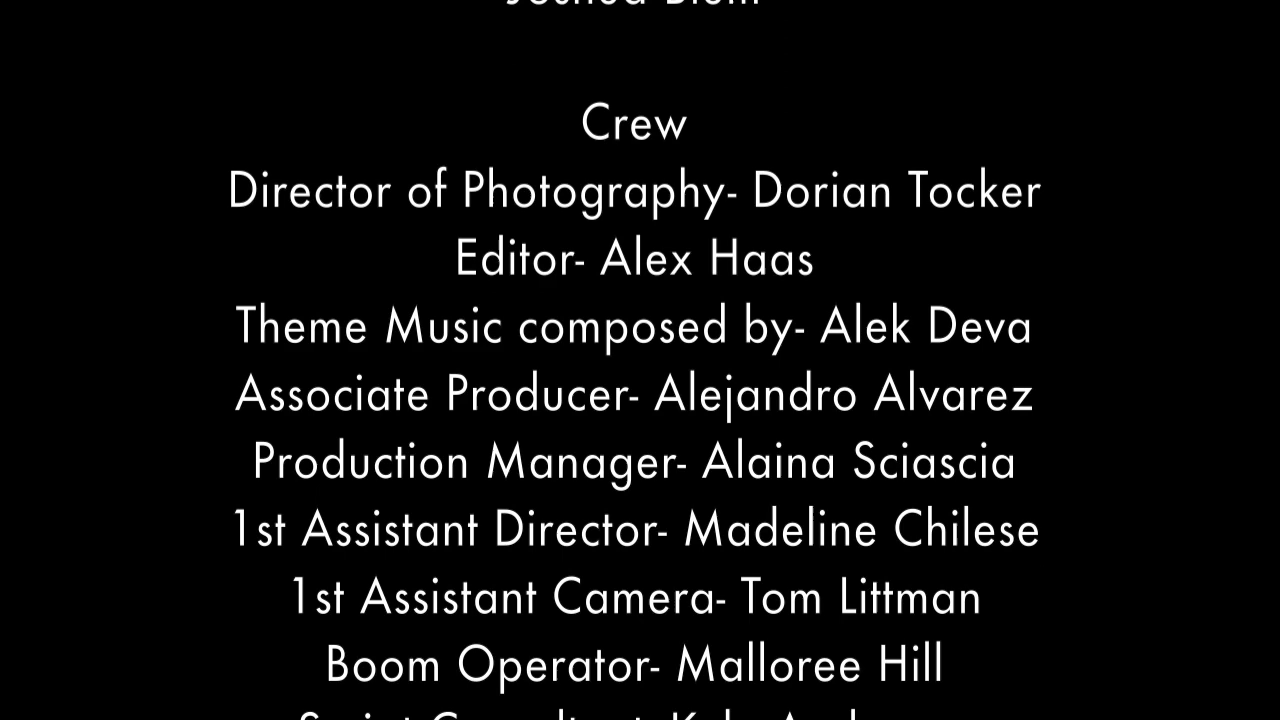 Crew
Director of Photography- Dorian Tocker
Editor- Alex Haas
Theme Music composed by- Alek Deva
Associate Producer- Alejandro Alvarez
Production Manager- Alaina Sciascia
1st Assistant Director- Madeline Chilese
1st Assistant Camera- Tom Littman
Boom Operator- Malloree Hill